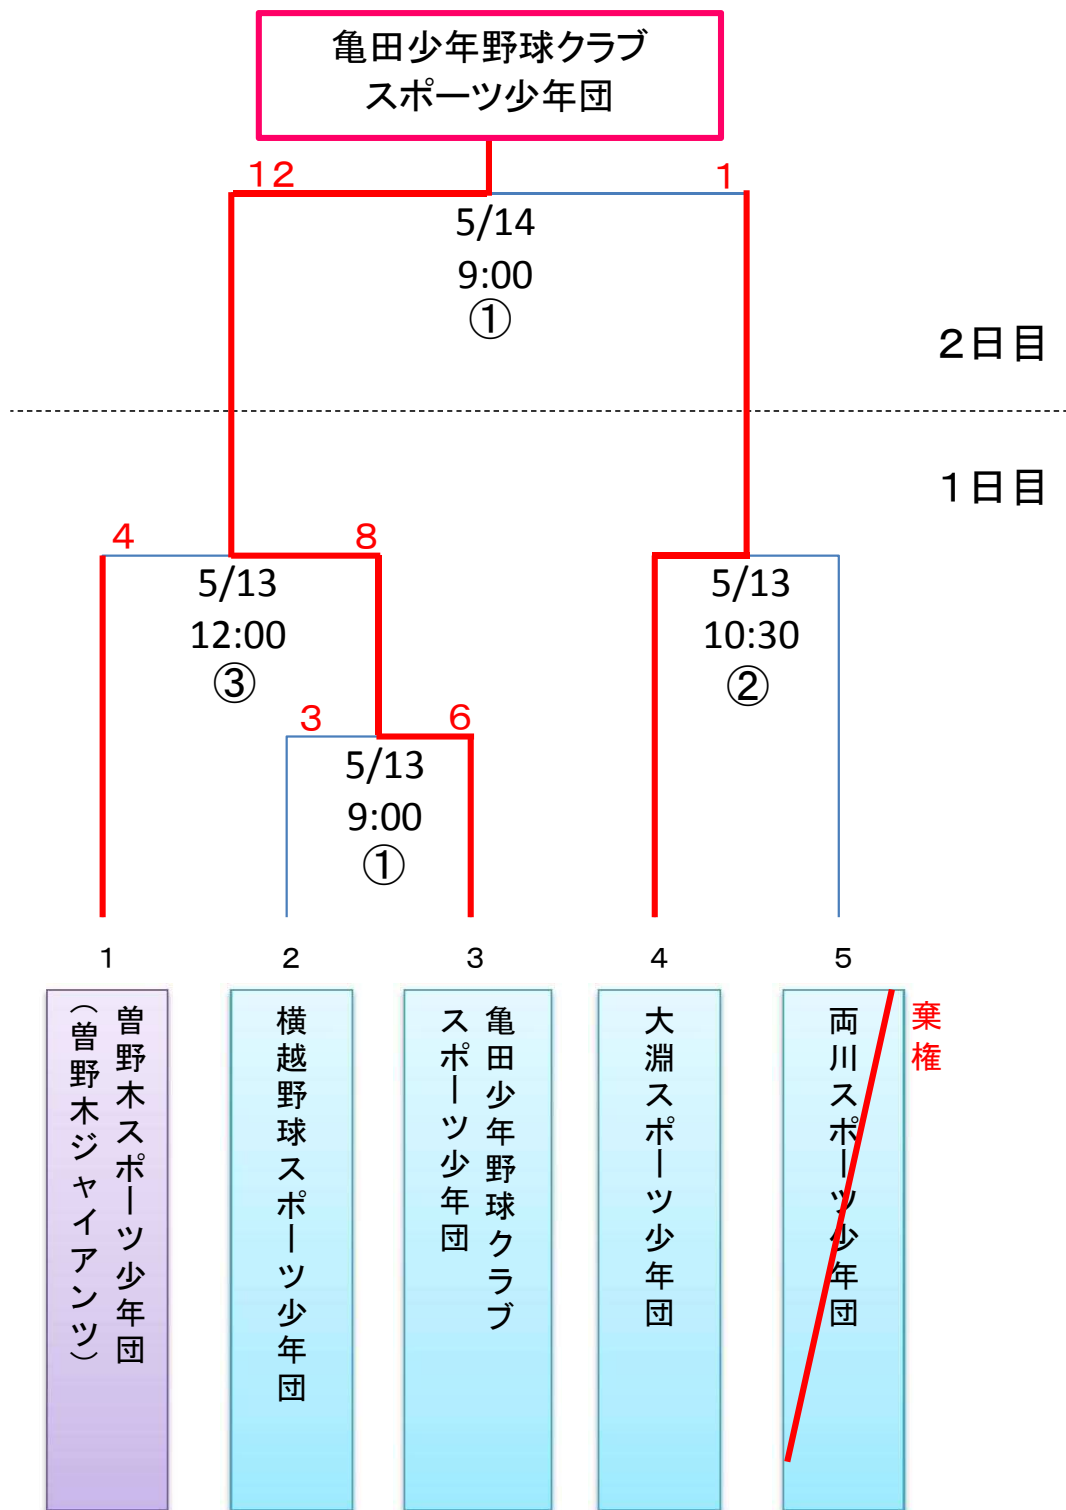 亀田少年野球クラブ
スポーツ少年団
１２
１
5/14
9:00
①
２日目
１日目
４
８
5/13
12:00
③
5/13
10:30
②
３
６
5/13
9:00
①
１
２
３
４
５
曽野木スポーツ少年団
（曽野木ジャイアンツ）
横越野球スポーツ少年団
亀田少年野球クラブ
スポーツ少年団
大淵スポーツ少年団
両川スポーツ少年団
棄権